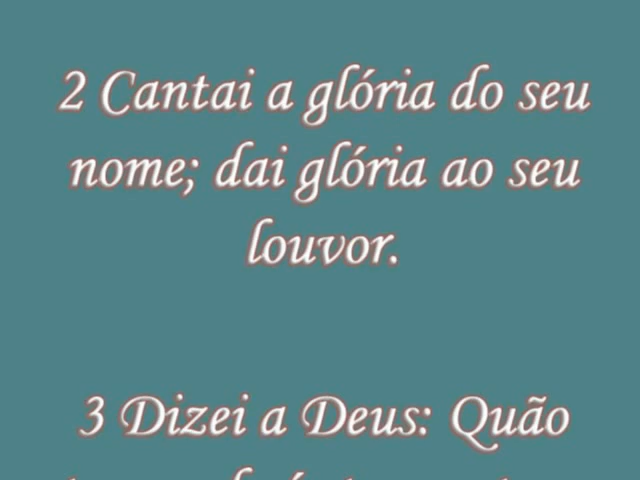 2 Cantai a glória do seu
nome; dai glória ao seu
louvor.
3 Dizei a Deus: Quão